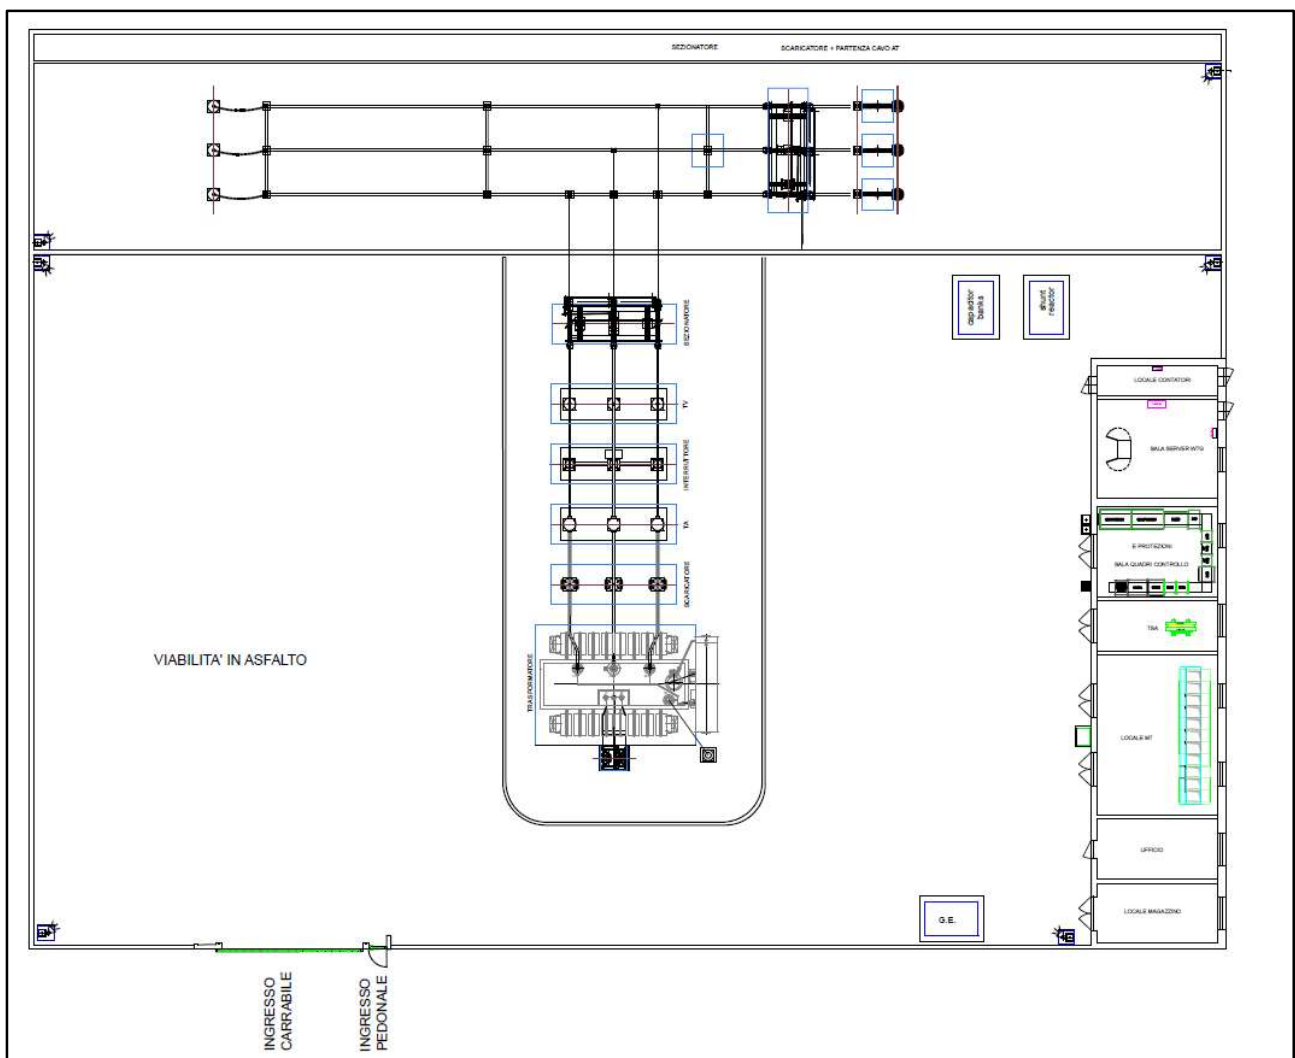 SEZIONATORE
SCARICATORE + PARTENZA CAVO AT
capacitor
banks
shunt
reactor
SEZIONATORE
TV
INTERRUTTORE
TA
SCARICATORE
TRASFORMATORE
LOCALE CONTATORI
SALA SERVER WTG
E PROTEZIONI
SALA QUADRI CONTROLLO
TSA
LOCALE MT
UFFICIO
LOCALE MAGAZZINO
VIABILITA' IN ASFALTO
G.E.
INGRESSO
CARRABILE
INGRESSO
PEDONALE